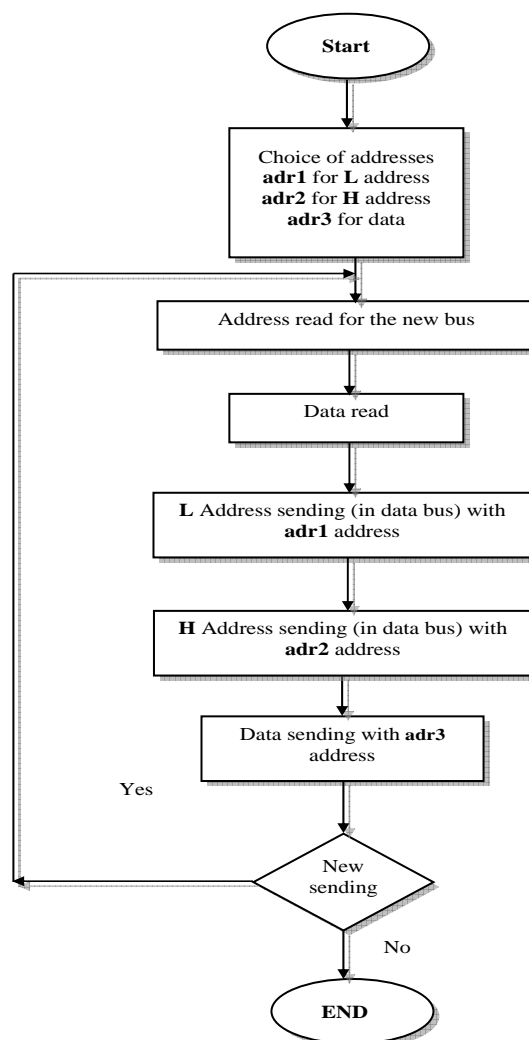 Start
Choice of addresses
adr1 for L address
adr2 for H address
adr3 for data
Address read for the new bus
Data read
L Address sending (in data bus) with
adr1 address
H Address sending (in data bus) with
adr2 address
Data sending with adr3
address
Yes
New
sending
No
END